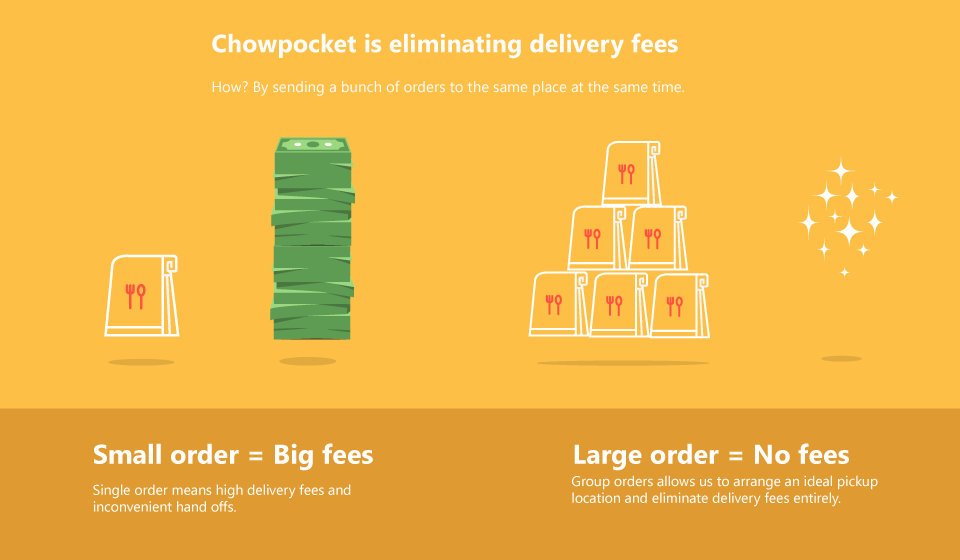 Chowpocket is eliminating delivery fees
How? By sending a bunch of orders to the same place at the same time.
Small order = Big fees
Single order means high delivery fees and
inconvenient hand offs.
Large order = No fees
Group orders allows us to arrange an ideal pickup
location and eliminate delivery fees entirely.